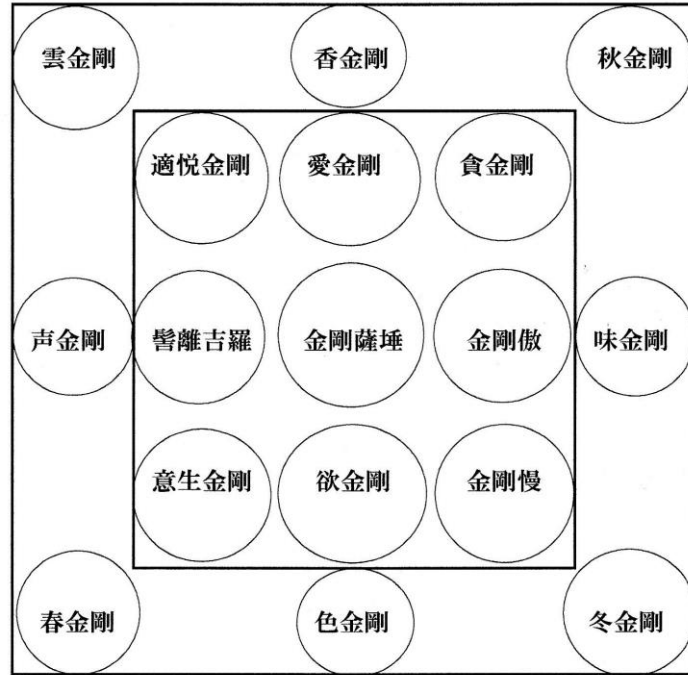 雲金剛
香金剛
秋金剛
適悦金剛
愛金剛
貪金剛
声金剛
髻離吉羅
金剛薩埵
金剛傲
味金剛
意生金剛
欲金剛
金剛慢
春金剛
色金剛
冬金剛